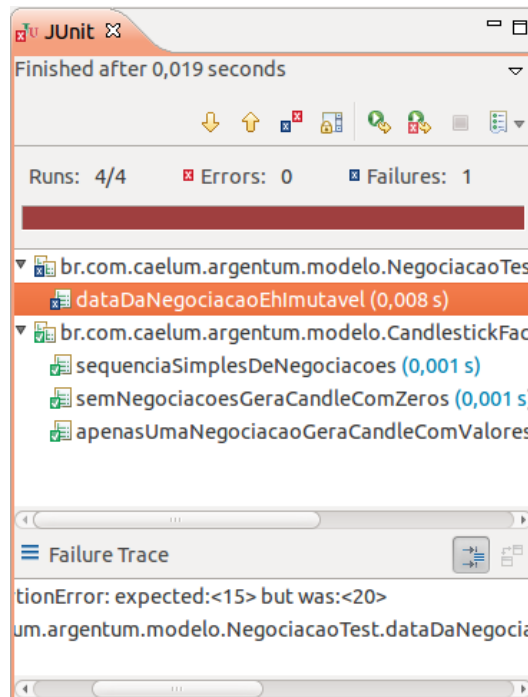 JUnit
Finished after 0,019 seconds
Runs: 4/4 Errors: 0 Failures: 1
br.com.caelum.argentum.modelo.NegociacaoTes
dataDaNegociacaoEhImutavel (0,008 s)
br.com.caelum.argentum.modelo.CandlestickFac
sequenciaSimplesDeNegociacoes (0,001 s)
semNegociacoesGeraCandleComZeros (0,001 s)
apenasUmaNegociacaoGeraCandleComValores
Failure Trace
tionError: expected:<15> but was:<20>
um.argentum.modelo.NegociacaoTest.dataDaNegocia